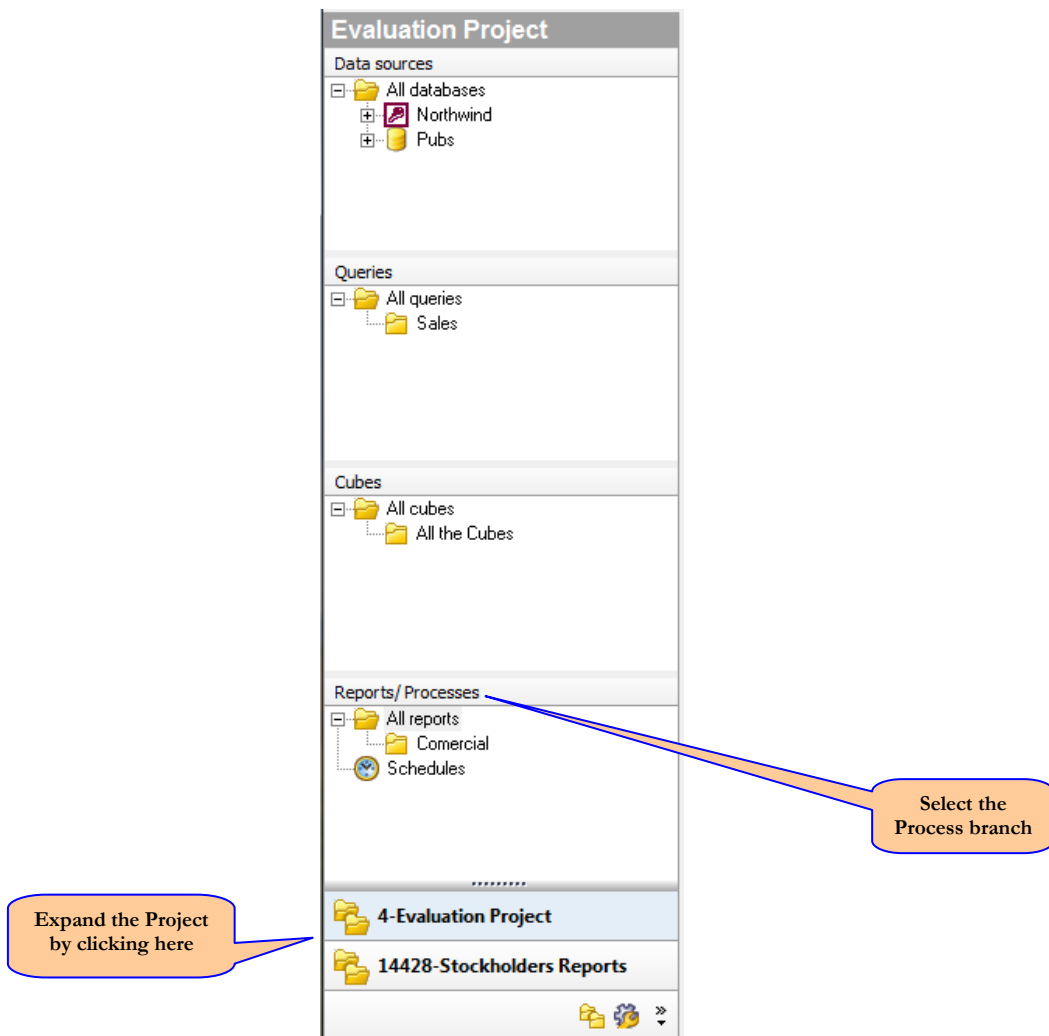 Evaluation Project
Data sources
All databases
Northwind
Pubs
Queries
All queries
Sales
Cubes
All cubes
All the Cubes
Reports/Processes
All reports
Comercial
Schedules
Select the
Process branch
Expand the Project
by clicking here
4-Evaluation Project
14428-Stockholders Reports